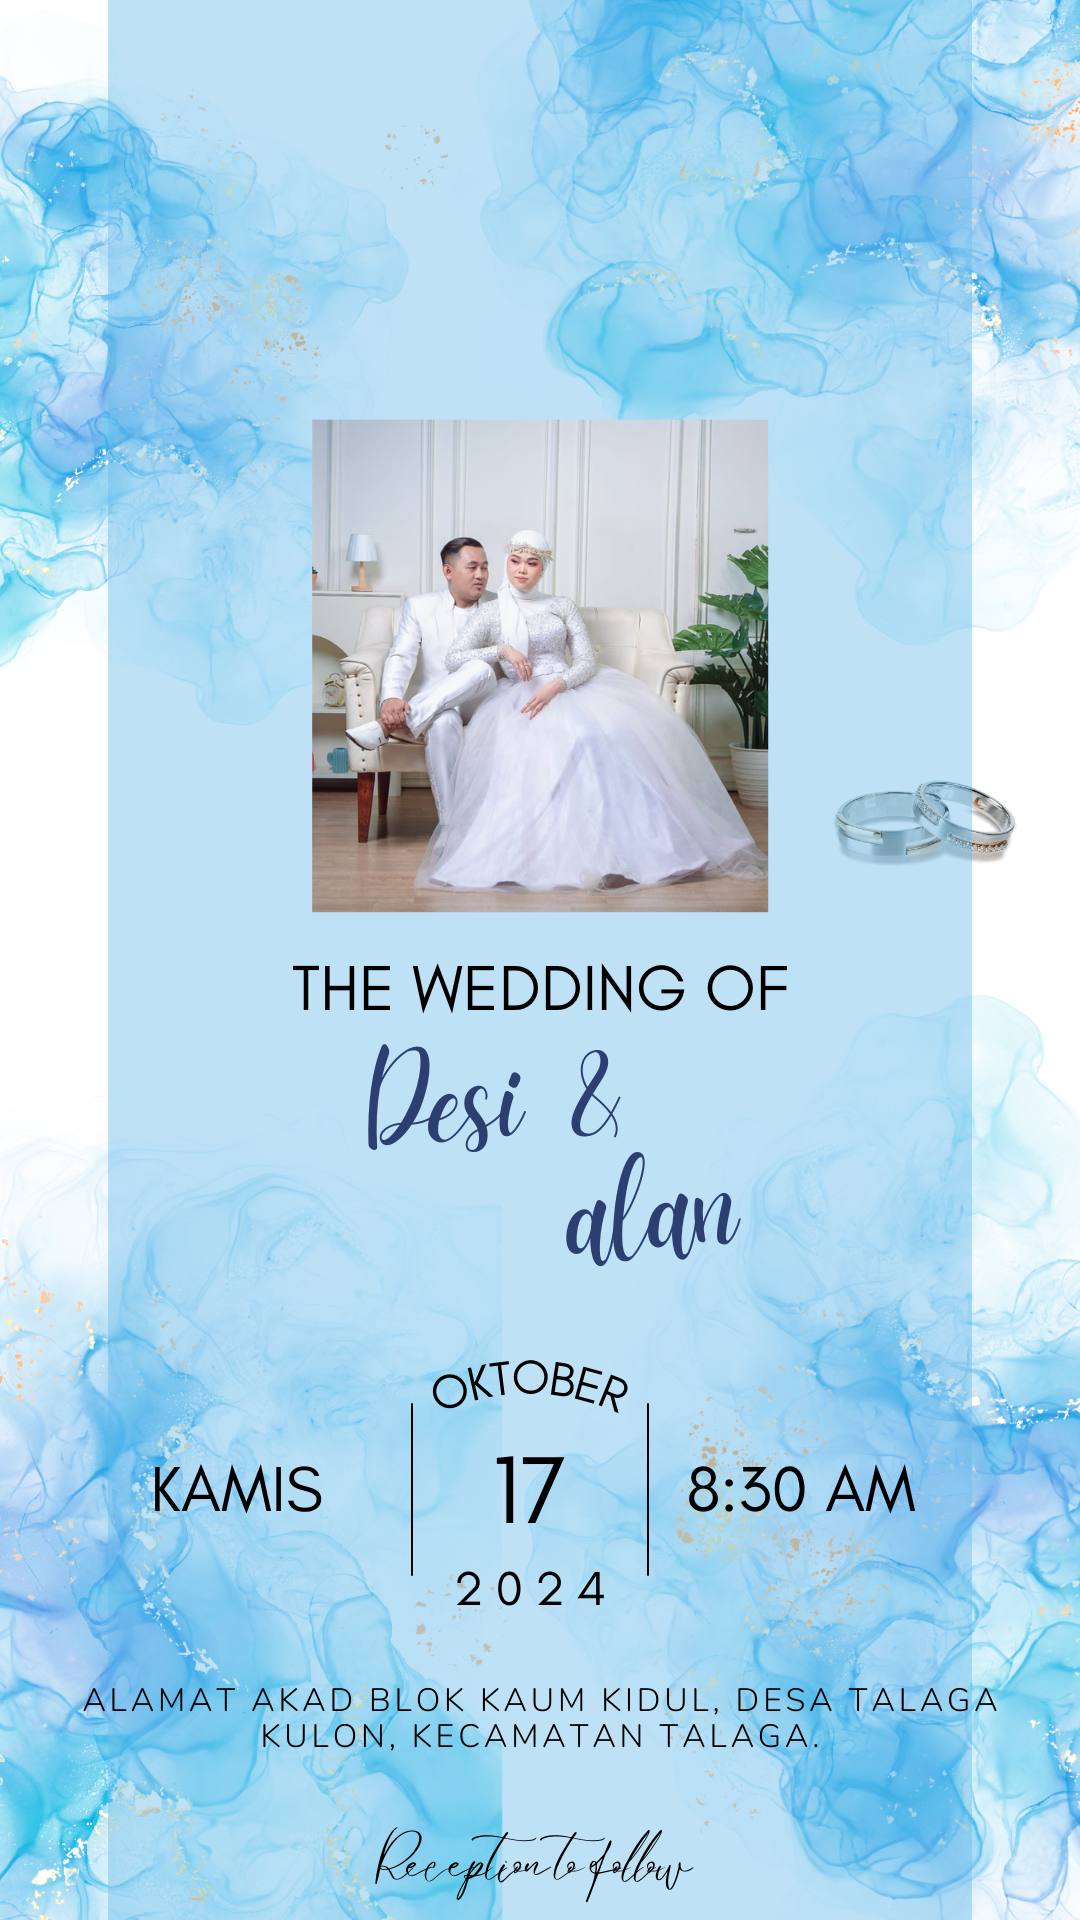 THE WEDDING OF
Desi &
alan
OKTOBER
KAMIS
17
8:30 AM
2024
ALAMAT AKAD BLOK KAUM KIDUL, DESA TALAGA
KULON, KECAMATAN TALAGA.
Reception to follow